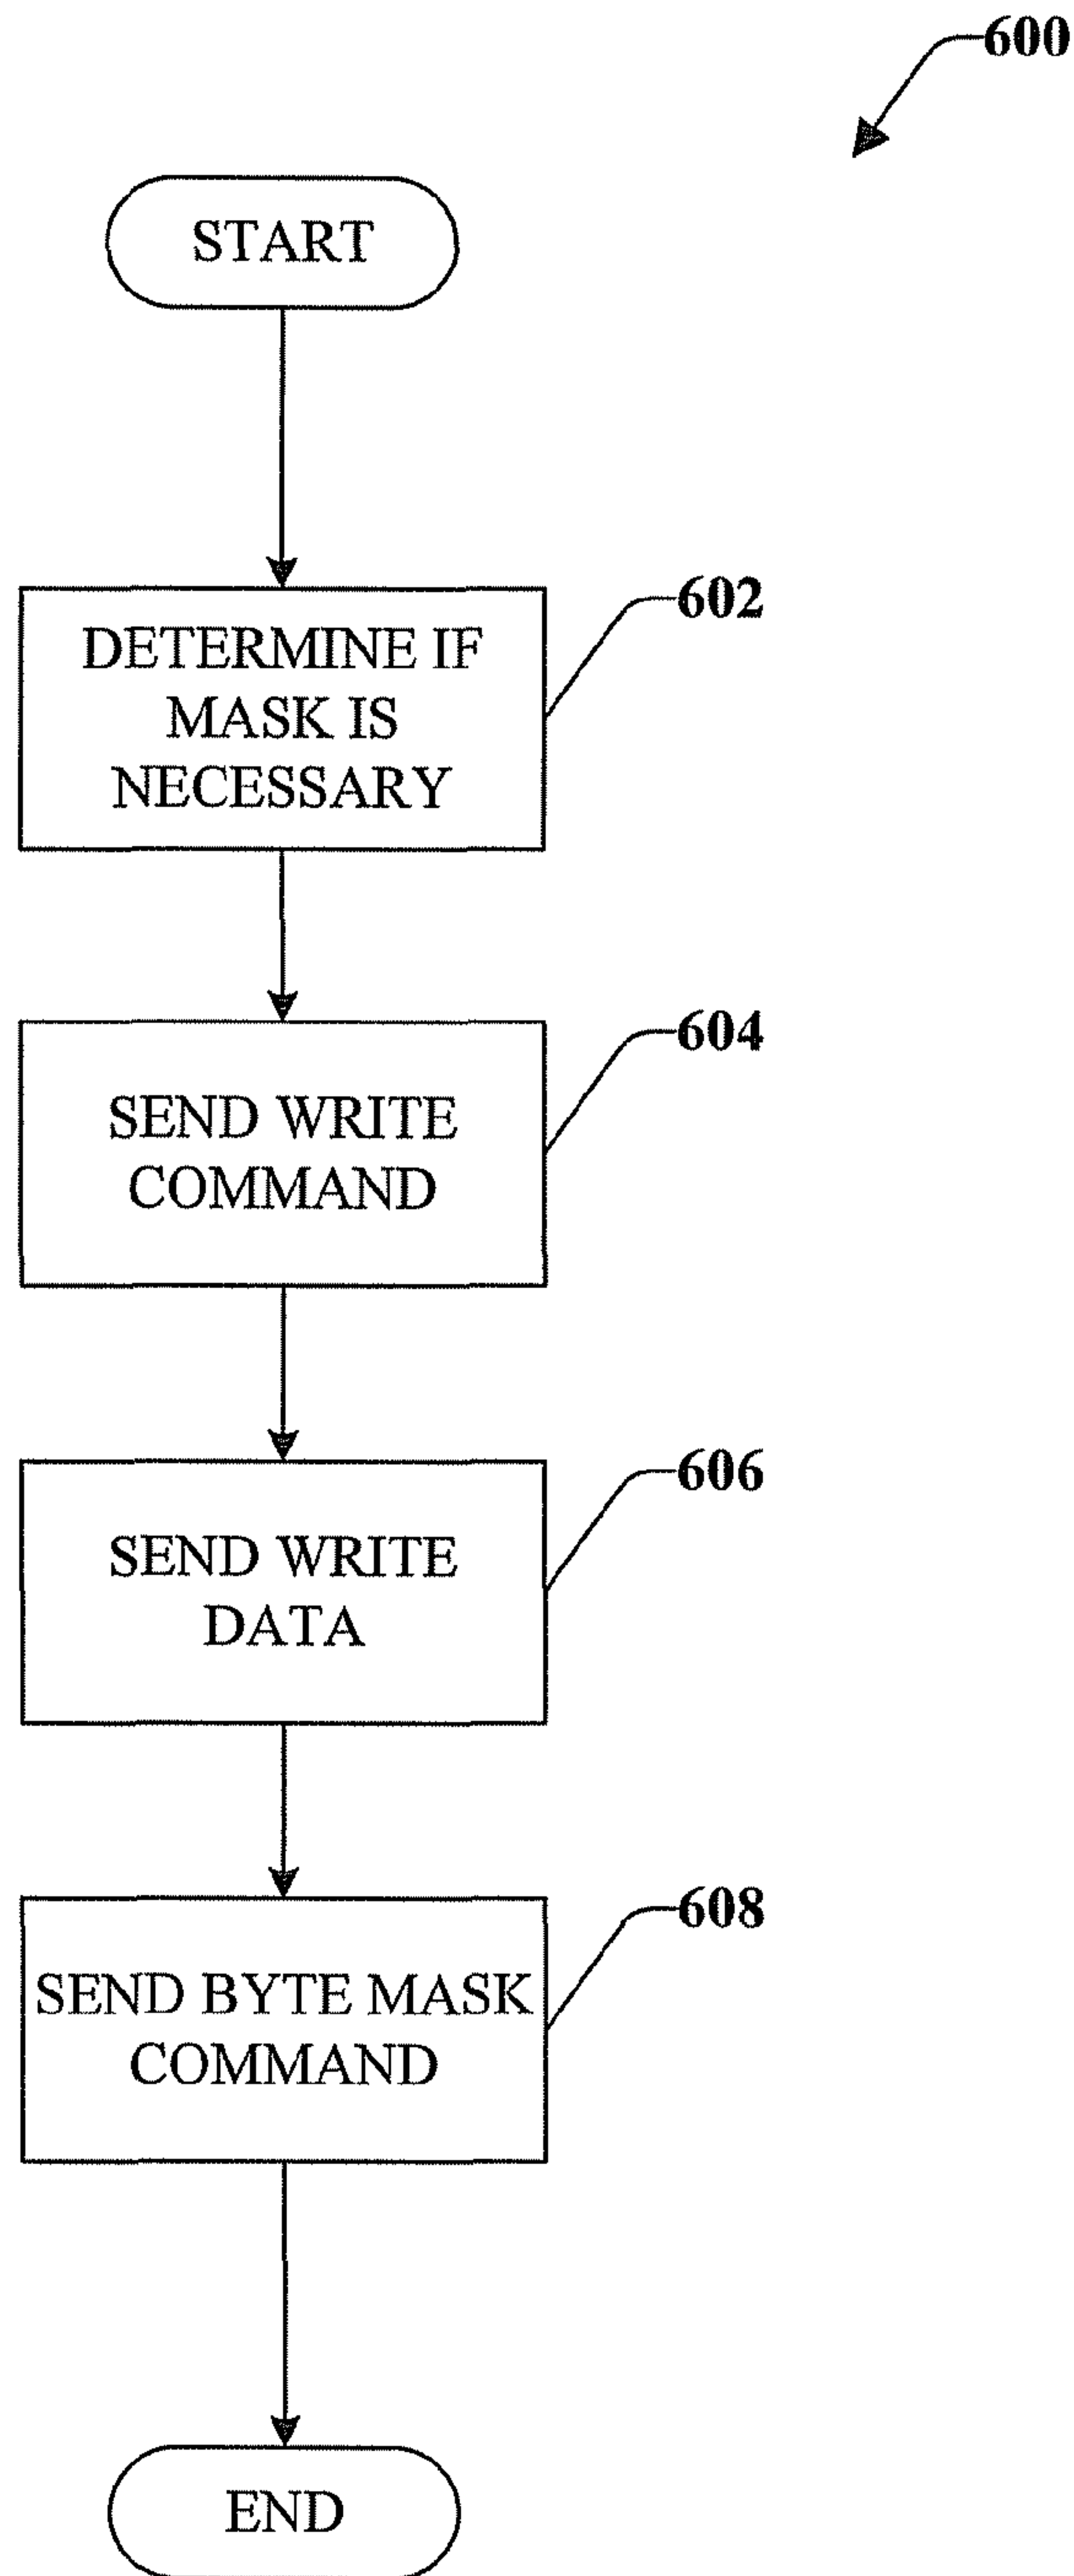 600
START
602
DETERMINE IF
MASK IS
NECESSARY
604
SEND WRITE
COMMAND
606
SEND WRITE
DATA
608
SEND BYTE MASK
COMMAND
END